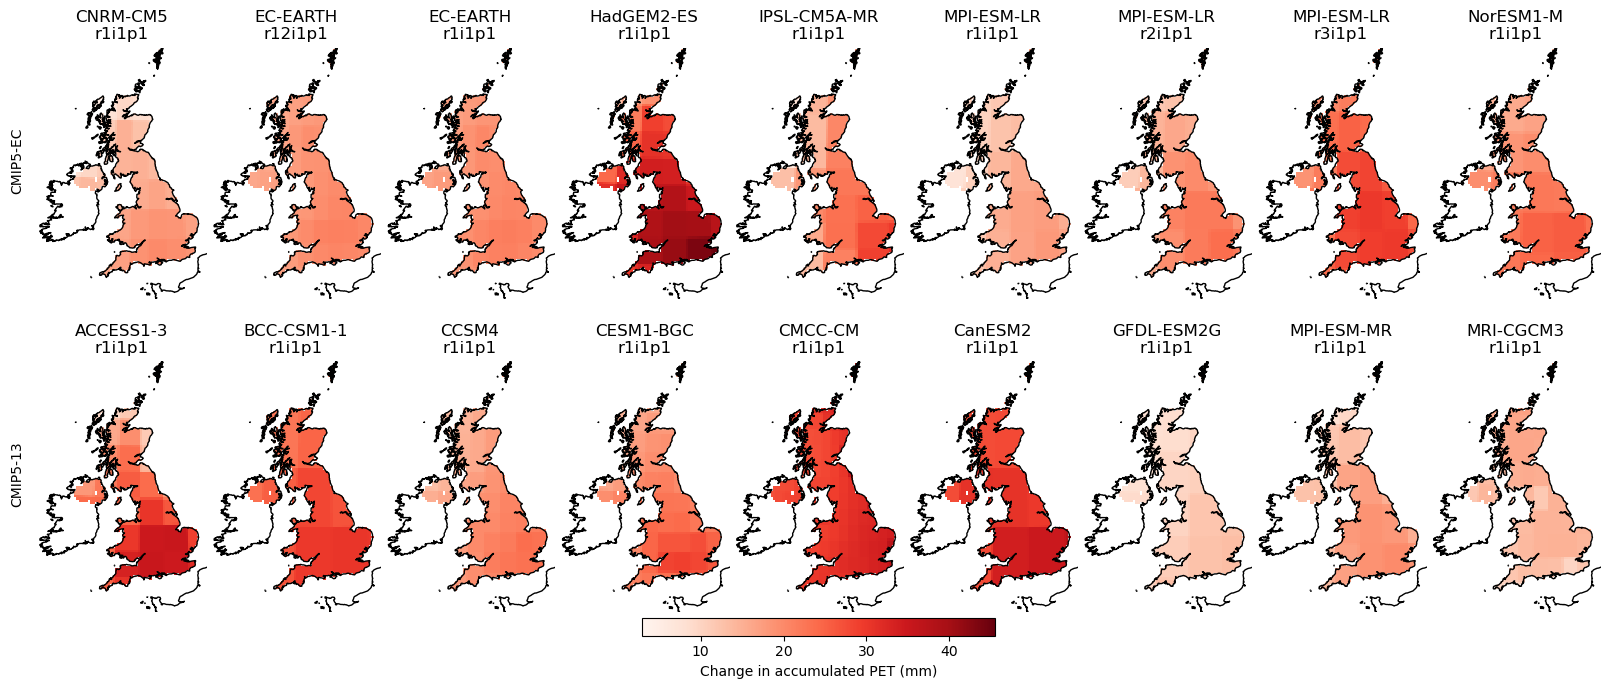 CNRM-CM5
r1i1p1
EC-EARTH
r12i1p1
EC-EARTH
r1i1p1
HadGEM2-ES
r1i1p1
IPSL-CM5A-MR
r1i1p1
MPI-ESM-LR
r1i1p1
MPI-ESM-LR
r2i1p1
MPI-ESM-LR
r3i1p1
NorESM1-M
r1i1p1
CMIP5-EC
ACCESS1-3
r1i1p1
BCC-CSM1-1
r1i1p1
CCSM4
r1i1p1
CESM1-BGC
r1i1p1
CMCC-CM
r1i1p1
CanESM2
r1i1p1
GFDL-ESM2G
r1i1p1
MPI-ESM-MR
r1i1p1
MRI-CGCM3
r1i1p1
CMIP5-13
10 20 30 40
Change in accumulated PET (mm)